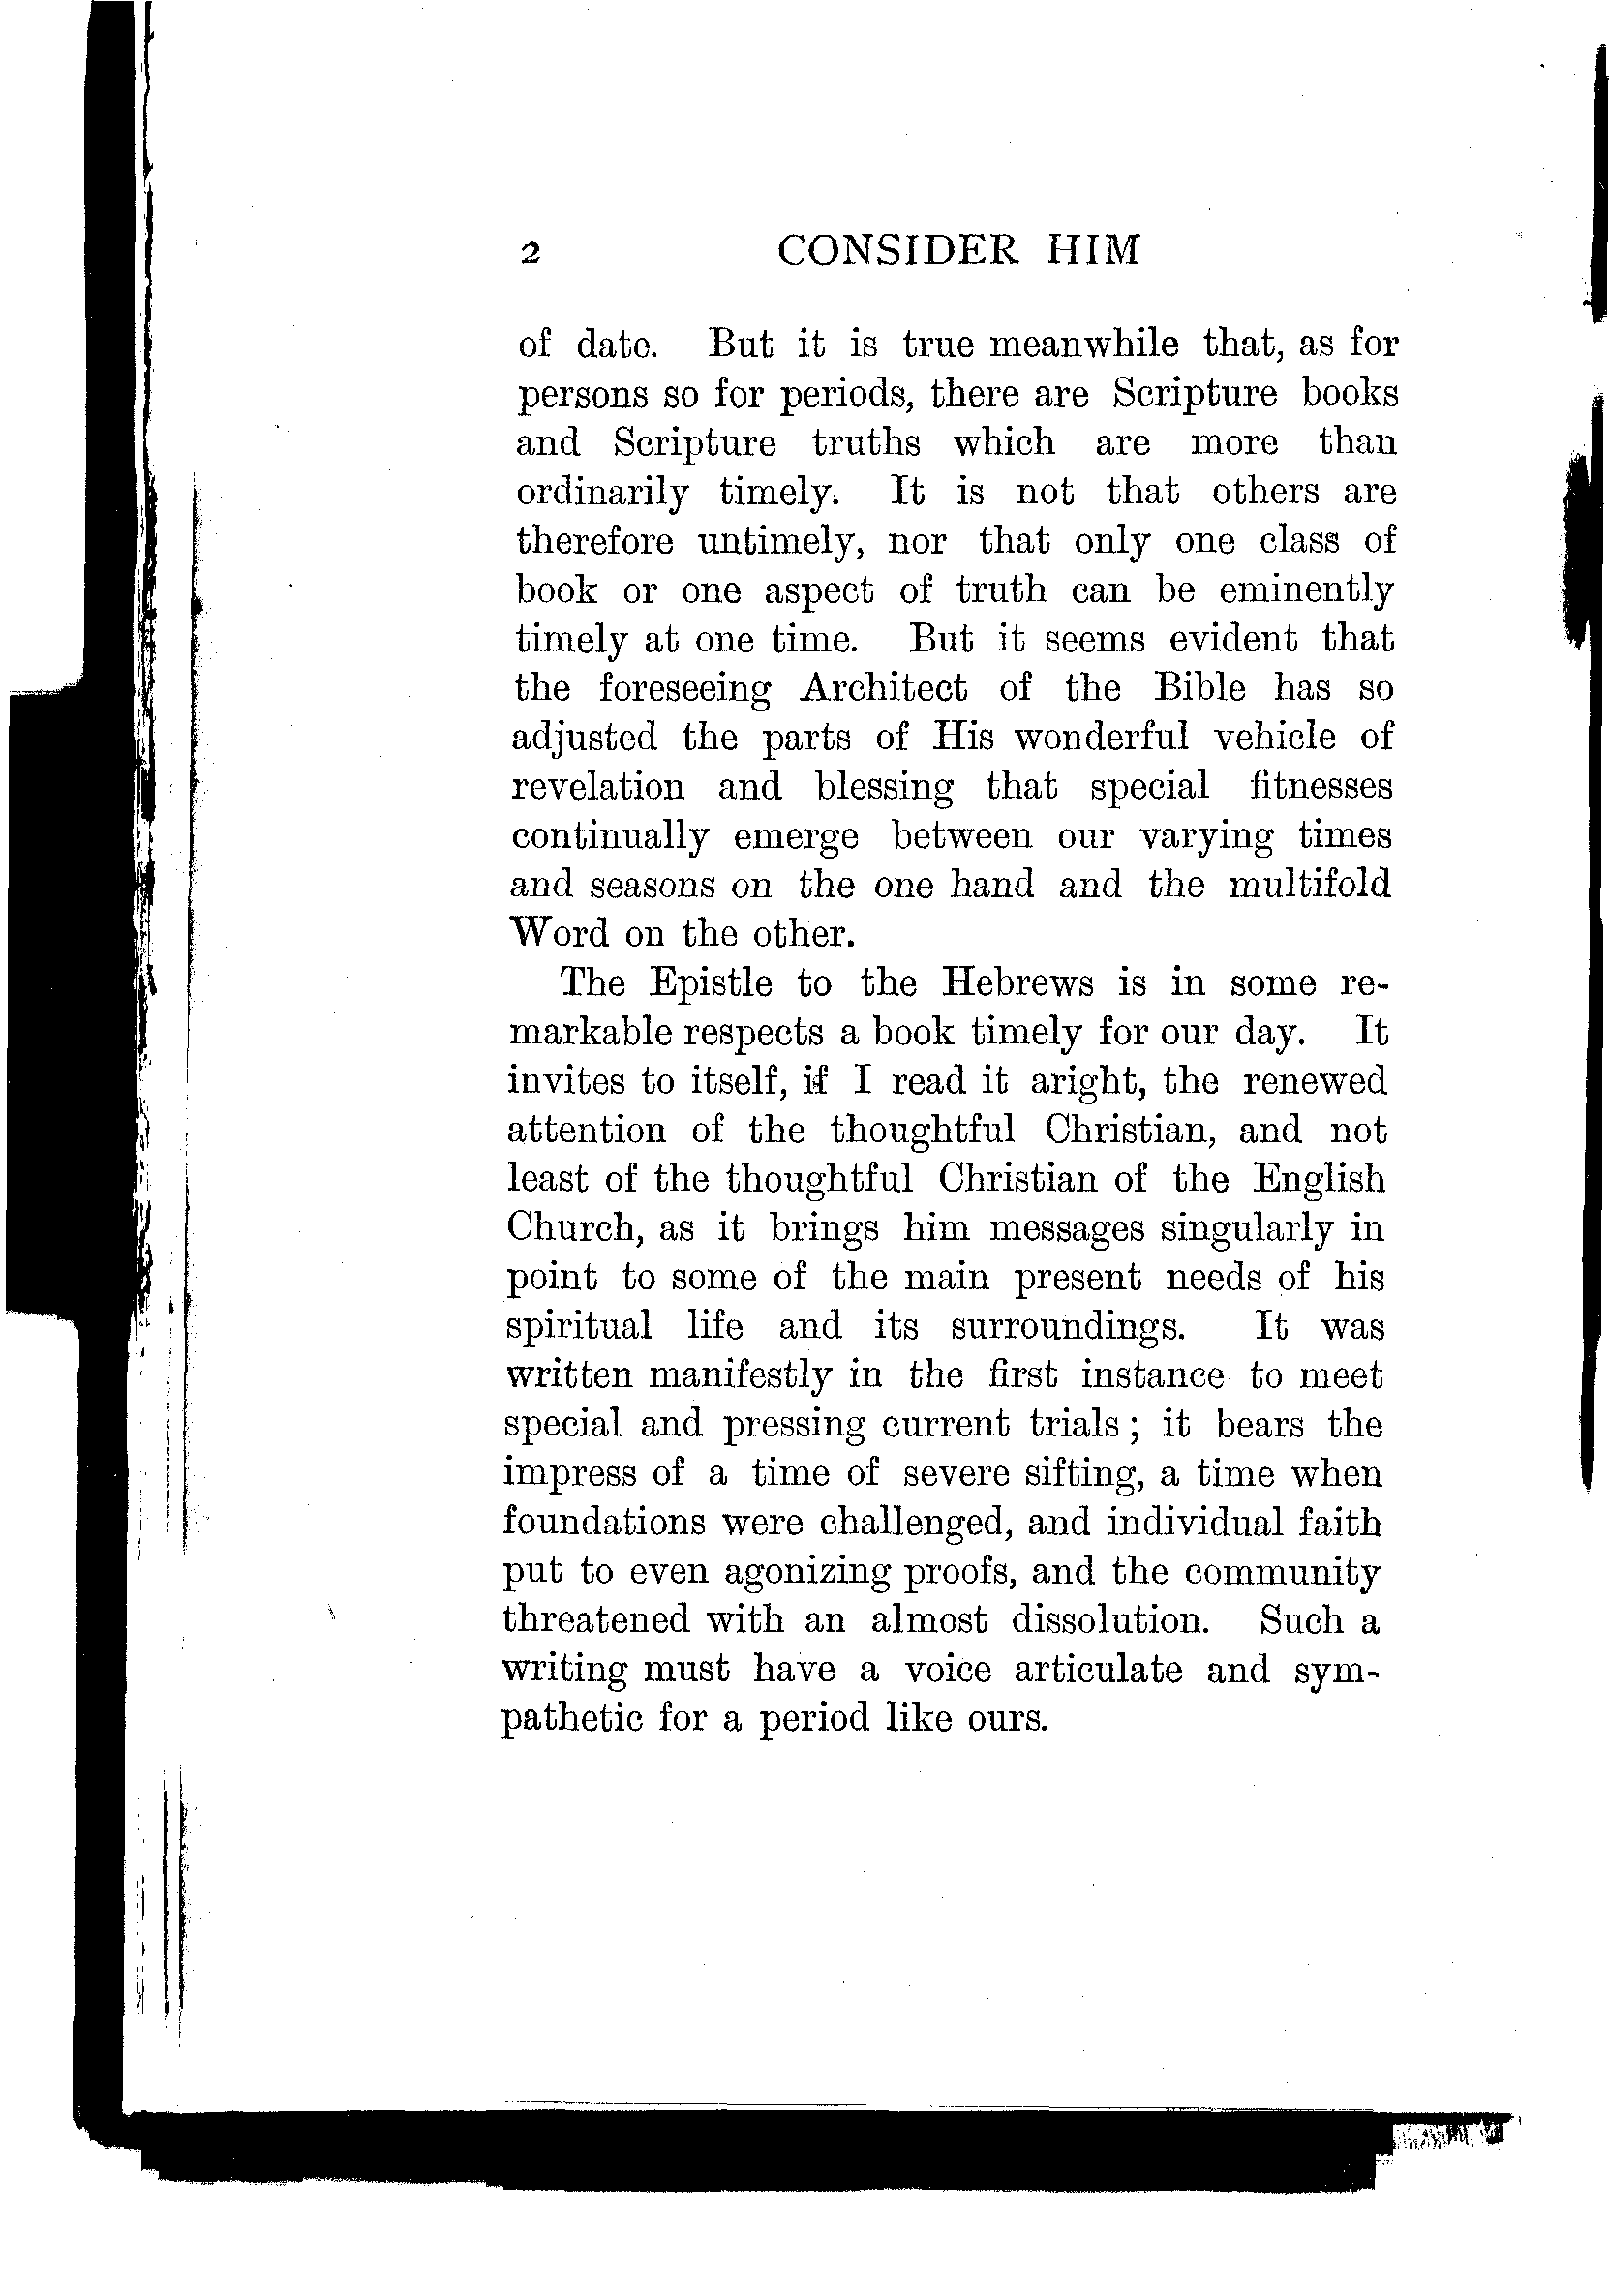 2 CONSIDER HIM
of date. But it is true meanwhile that, as for
persons so for periods, there are Scripture books
and Scripture truths which are more than
ordinarily timely. It is not that others are
therefore untimely, nor that only one class of
book or one aspect of truth can be eminently
timely at one time. But it seems evident that
the foreseeing Architect of the Bible has so
adjusted the parts of His wonderful vehicle of
revelation and blessing that special fitnesses
continually emerge between our varying times
and seasons on the one hand and the multifold
Word on the other.
The Epistle to the Hebrews is in some re-
markable respects a book timely for our day. It
invites to itself, if I read it aright, the renewed
attention of the thoughtful Christian, and not
least of the thoughtful Christian of the English
Church, as it brings him messages singularly in
point to some of the main present needs of his
spiritual life and its surroundings. It was
written manifestly in the first instance to meet
special and pressing current trials; it bears the
impress of a time of severe sifting, a time when
foundations were challenged, and individual faith
put to even agonizing proofs, and the community
threatened with an almost dissolution. Such a
writing must have a voice articulate and sym-
pathetic for a period like ours.